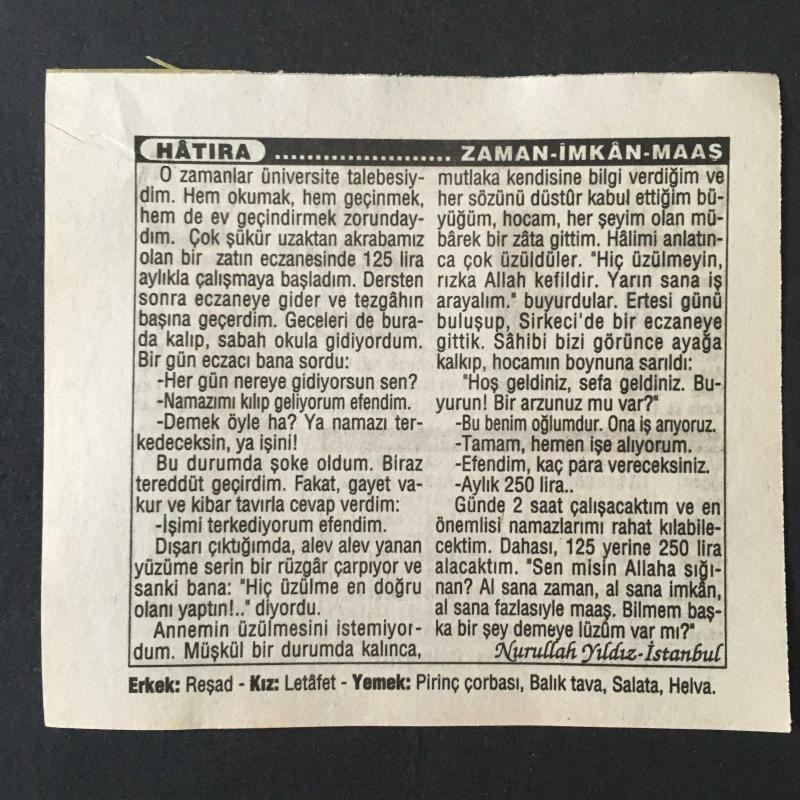 HÂTIRA ...................... ZAMAN-İMKÂN-MAAŞ
O zamanlar üniversite talebesiy-
dim. Hem okumak, hem geçinmek,
hem de ev geçindirmek zorunday-
dım. Çok şükür uzaktan akrabamız
olan bir zatın eczanesinde 125 lira
aylıkla çalışmaya başladım. Dersten
sonra eczaneye gider ve tezgâhın
başına geçerdim. Geceleri de bura-
da kalıp, sabah okula gidiyordum.
Bir gün eczacı bana sordu:
-Her gün nereye gidiyorsun sen?
-Namazımı kılıp geliyorum efendim.
-Demek öyle ha? Ya namazı ter-
kedeceksin, ya işini!
Bu durumda şoke oldum. Biraz
tereddüt geçirdim. Fakat, gayet va-
kur ve kibar tavırla cevap verdim:
-İşimi terkediyorum efendim.
Dışarı çıktığımda, alev alev yanan
yüzüme serin bir rüzgâr çarpıyor ve
sanki bana: "Hiç üzülme en doğru
olanı yaptın!.." diyordu.
Annemin üzülmesini istemiyor-
dum. Müşkül bir durumda kalınca,
mutlaka kendisine bilgi verdiğim ve
her sözünü düstûr kabul ettiğim bü-
yüğüm, hocam, her şeyim olan mü-
bârek bir zâta gittim. Hâlimi anlatın-
ca çok üzüldüler. "Hiç üzülmeyin,
rızka Allah kefildir. Yarın sana iş
arayalım." buyurdular. Ertesi günü
buluşup, Sirkeci'de bir eczaneye
gittik. Sâhibi bizi görünce ayağa
kalkıp, hocamın boynuna sarıldı:
"Hoş geldiniz, sefa geldiniz. Bu-
yurun! Bir arzunuz mu var?"
-Bu benim oğlumdur. Ona iş arıyoruz.
-Tamam, hemen işe alıyorum.
-Efendim, kaç para vereceksiniz.
-Aylık 250 lira..
Günde 2 saat çalışacaktım ve en
önemlisi namazlarımı rahat kılabile-
cektim. Dahası, 125 yerine 250 lira
alacaktım. "Sen misin Allaha sığı-
nan? Al sana zaman, al sana imkân,
al sana fazlasiyle maaş. Bilmem baş-
ka bir şey demeye lüzûm var mı?"
Nurullah Yıldız-İstanbul
Erkek: Reşad - Kız: Letâfet - Yemek: Pirinç çorbası, Balık tava, Salata, Helva.